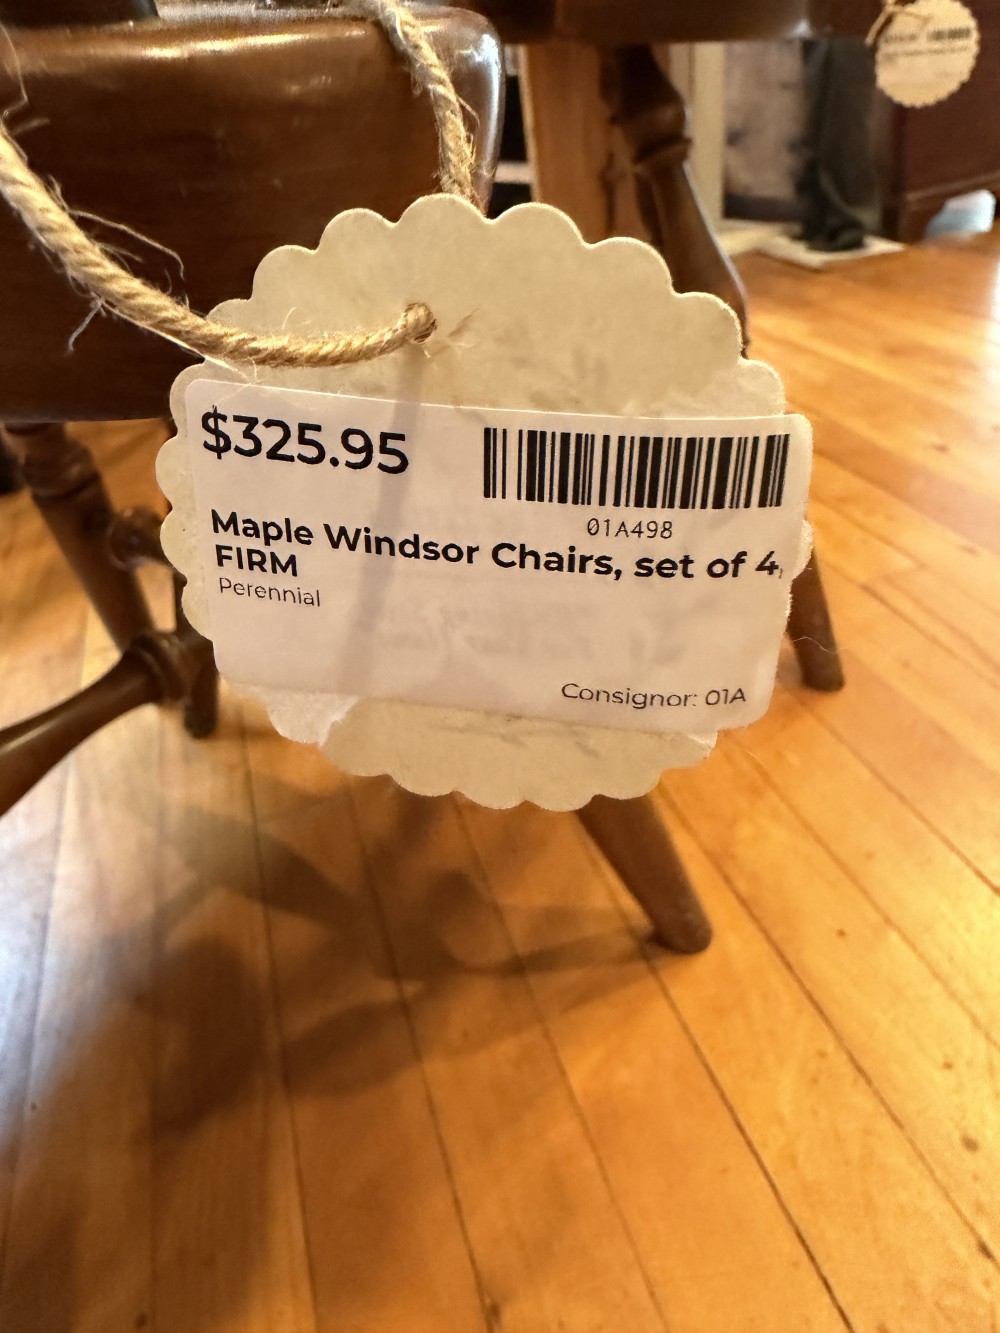 $325.95
01A498
Maple Windsor Chairs, set of 4,
FIRM
Perennial
Consignor: 01A